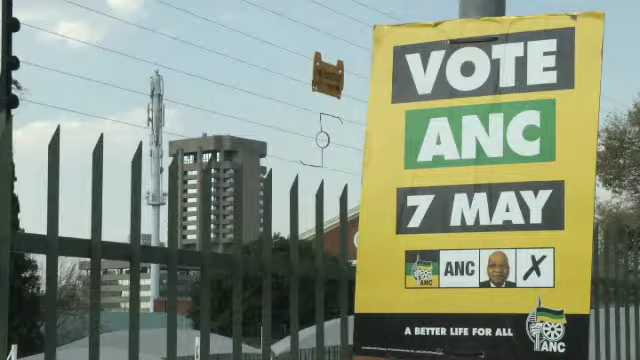 VOTE
ANC
7 MAY
ANC ANC X
A BETTER LIFE FOR ALL
ANC